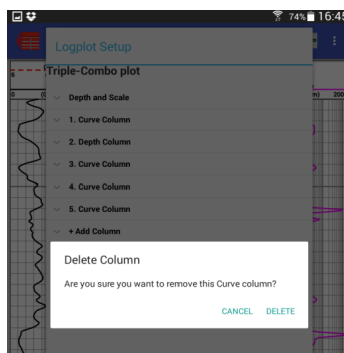 74% 16:45
Logplot Setup
Triple-Combo plot
Depth and Scale
1. Curve Column
2. Depth Column
3. Curve Column
4. Curve Column
5. Curve Column
+ Add Column
Delete Column
Are you sure you want to remove this Curve column?
CANCEL DELETE